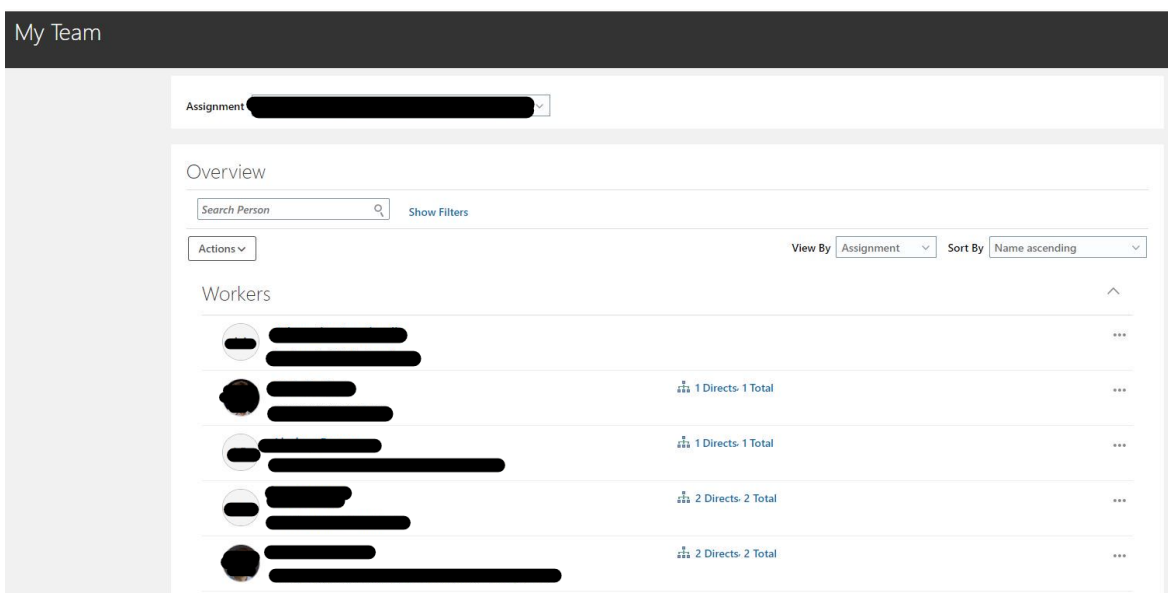 My Team
Assignment
Overview
Search Person Show Filters
Actions View By Assignment Sort By Name ascending
Workers
...
1 Directs· 1 Total ...
1 Directs· 1 Total ...
2 Directs· 2 Total ...
2 Directs· 2 Total ...